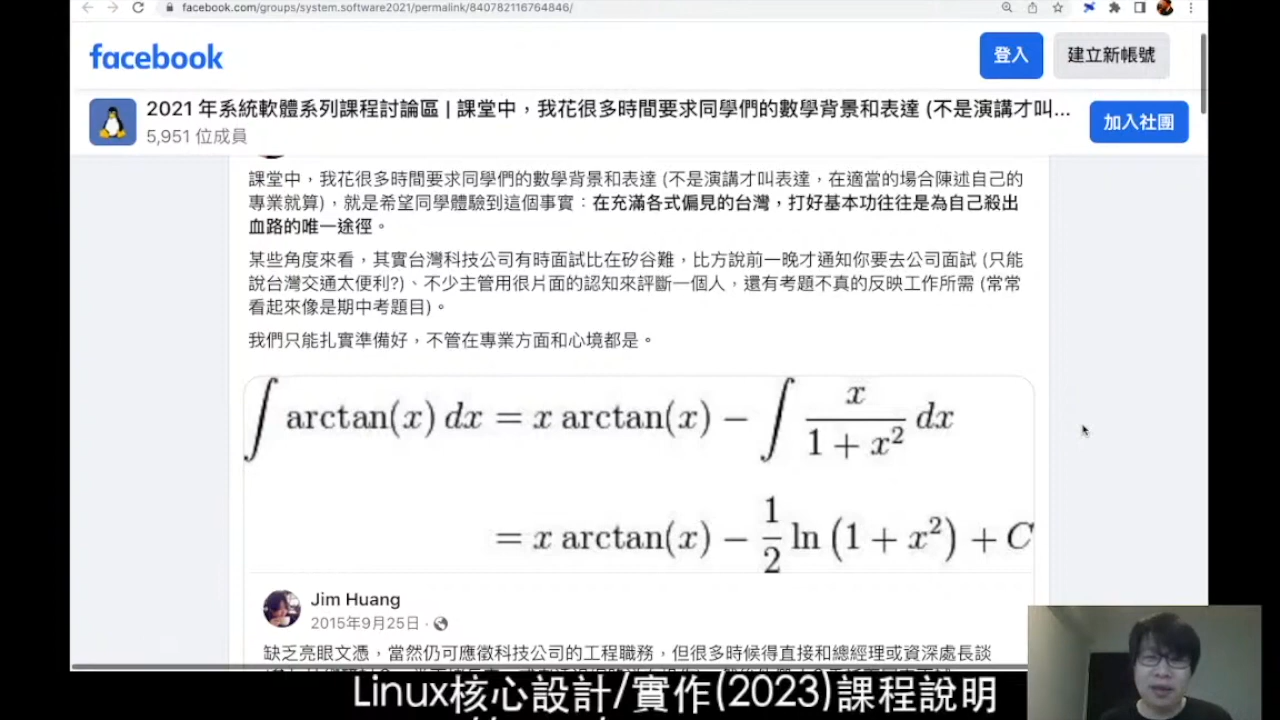 facebook.com/groups/system.software2021/permalink/840782116764846/
facebook
登入
建立新帳號
2021 年系統軟體系列課程討論區 | 課堂中，我花很多時間要求同學們的數學背景和表達 (不是演講才叫...
5,951 位成員
加入社團
課堂中，我花很多時間要求同學們的數學背景和表達 (不是演講才叫表達，在適當的場合陳述自己的
專業就算)，就是希望同學體驗到這個事實：在充滿各式偏見的台灣，打好基本功往往是為自己殺出
血路的唯一途徑。
某些角度來看，其實台灣科技公司有時面試比在矽谷難，比方說前一晚才通知你要去公司面試 (只能
說台灣交通太便利?)、不少主管用很片面的認知來評斷一個人，還有考題不真的反映工作所需 (常常
看起來像是期中考題目)。
我們只能扎實準備好，不管在專業方面和心境都是。
∫ arctan(x) dx = x arctan(x) − ∫ x/(1 + x²) dx
= x arctan(x) − 1/2 ln (1 + x²) + C
Jim Huang
2015年9月25日 ·
缺乏亮眼文憑，當然仍可應徵科技公司的工程職務，但很多時候得直接和總經理或資深處長談
Linux核心設計/實作(2023)課程說明